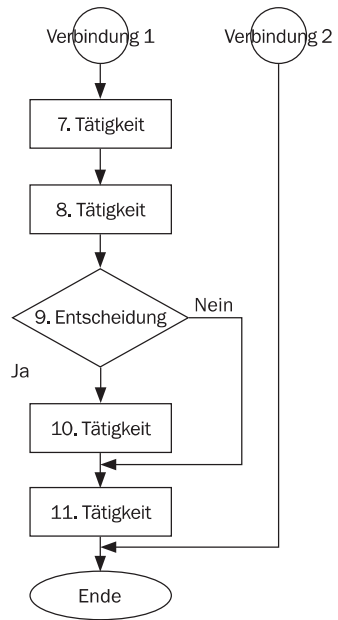 Verbindung 1
Verbindung 2
7. Tätigkeit
8. Tätigkeit
9. Entscheidung
Nein
Ja
10. Tätigkeit
11. Tätigkeit
Ende